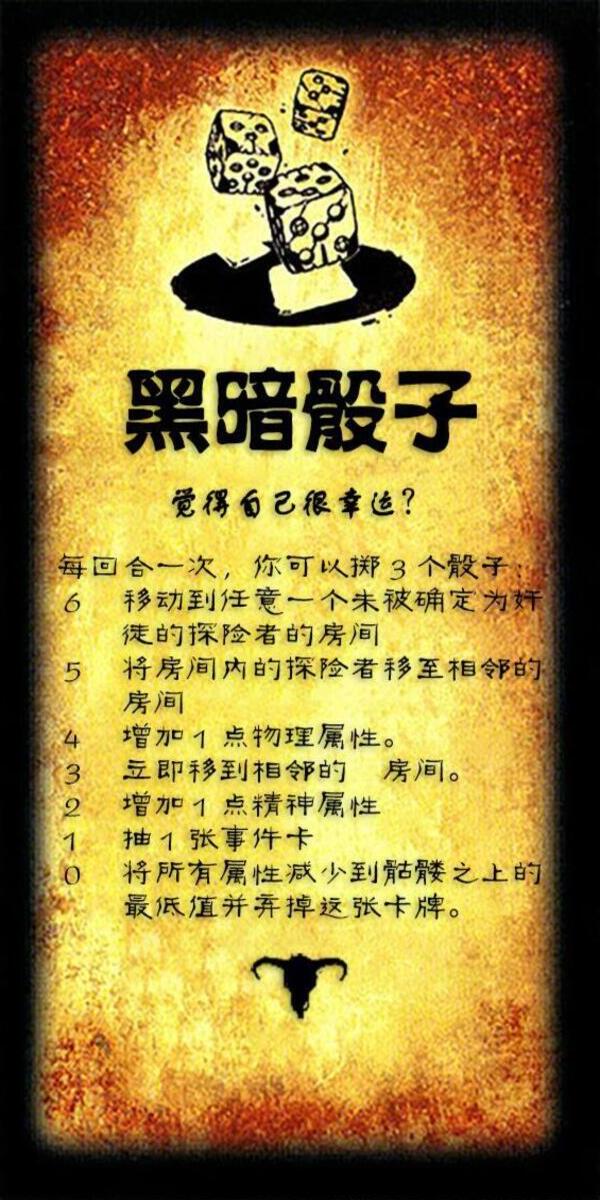 黑暗骰子
觉得自己很幸运?
每回合一次，你可以掷 3 个骰子：
6 移动到任意一个未被确定为奸
徒的探险者的房间
5 将房间内的探险者移至相邻的
房间
4 增加 1 点物理属性。
3 立即移到相邻的 房间。
2 增加 1 点精神属性
1 抽 1 张事件卡
0 将所有属性减少到骷髅之上的
最低值并弃掉这张卡牌。